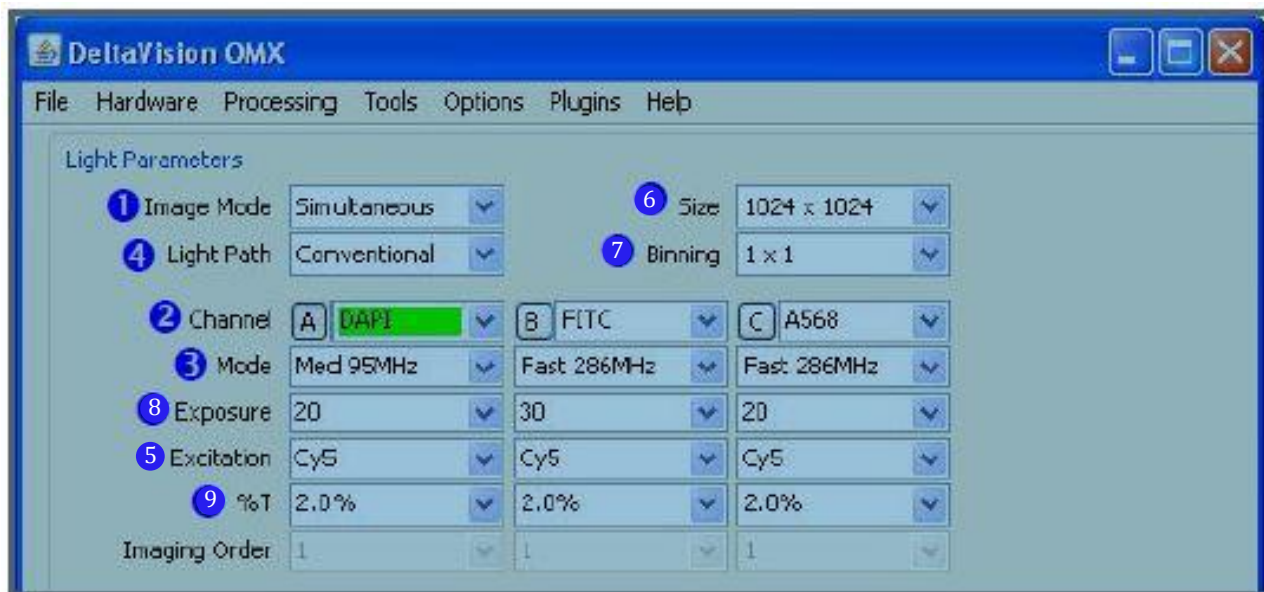 DeltaVision OMX
File Hardware Processing Tools Options Plugins Help
Light Parameters
1 Image Mode Simultaneous 6 Size 1024 x 1024
4 Light Path Conventional 7 Binning 1 x 1
2 Channel A DAPI B FITC C A568
3 Mode Med 95MHz Fast 286MHz Fast 286MHz
8 Exposure 20 30 20
5 Excitation Cy5 Cy5 Cy5
9 %T 2.0% 2.0% 2.0%
Imaging Order 1 1 1